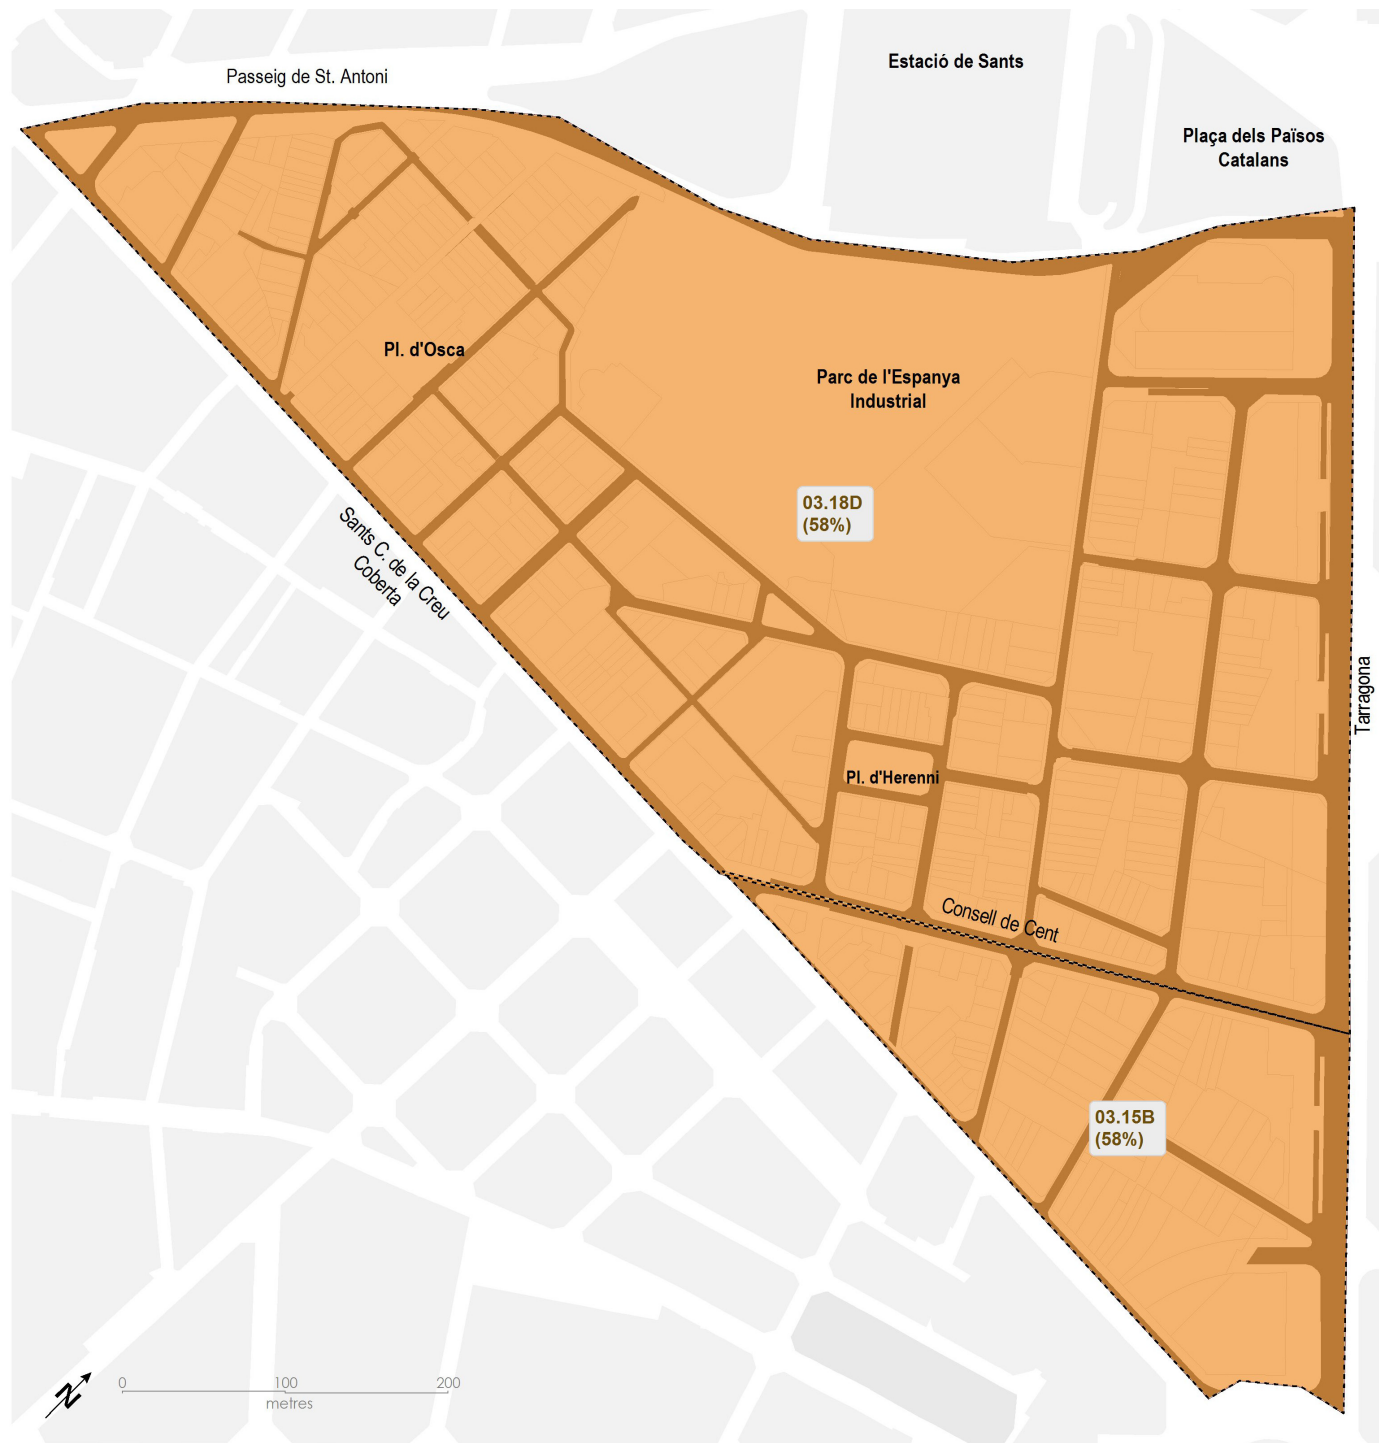 Estació de Sants
Passeig de St. Antoni
Plaça dels Països
Catalans
Pl. d'Osca
Parc de l'Espanya
Industrial
03.18D
(58%)
Sants C. de la Creu
Coberta
Tarragona
Pl. d'Herenni
Consell de Cent
03.15B
(58%)
N
0 100 200
metres